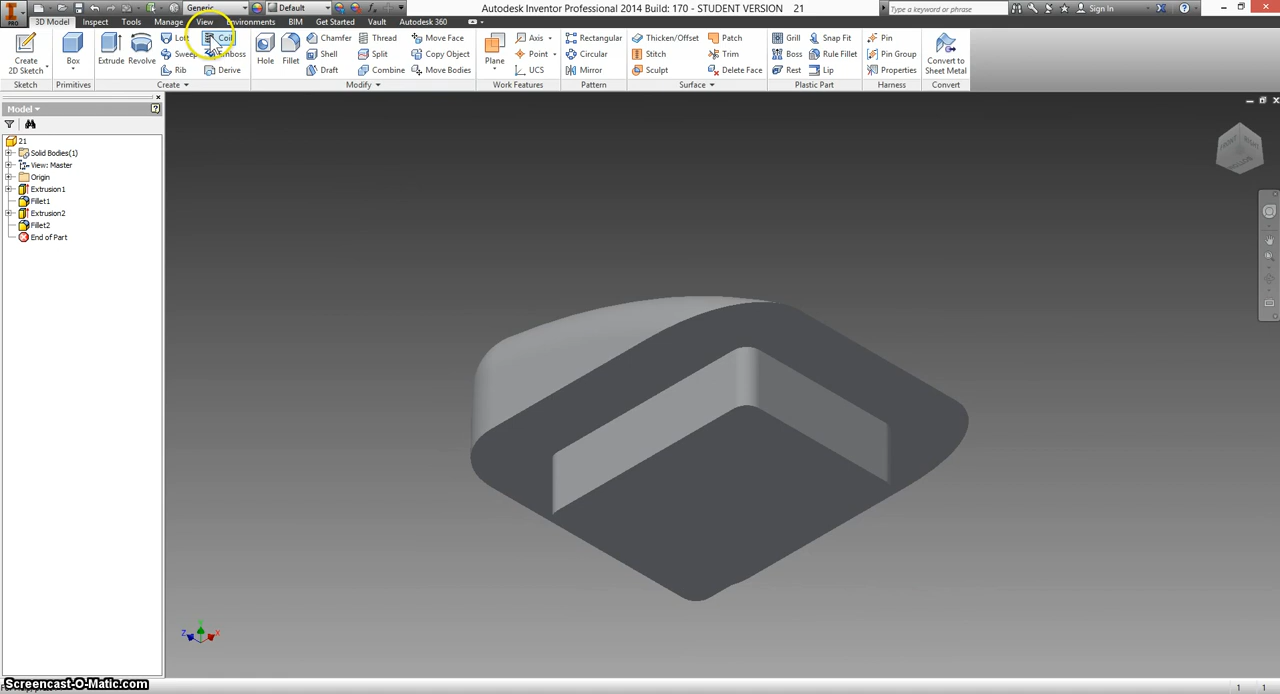 Generic Default Autodesk Inventor Professional 2014 Build: 170 - STUDENT VERSION 21 Type a keyword or phrase Sign In
PRO 3D Model Inspect Tools Manage View Environments BIM Get Started Vault Autodesk 360
Loft Coil Chamfer Thread Move Face Axis Rectangular Thicken/Offset Patch Grill Snap Fit Pin
Sweep Emboss Shell Split Copy Object Point Circular Stitch Trim Boss Rule Fillet Pin Group
Create 2D Sketch Box Extrude Revolve Hole Fillet Plane Convert to Sheet Metal
Rib Derive Draft Combine Move Bodies UCS Mirror Sculpt Delete Face Rest Lip Properties
Sketch Primitives Create Modify Work Features Pattern Surface Plastic Part Harness Convert
Model
21
Solid Bodies(1)
View: Master
Origin
Extrusion1
Fillet1
Extrusion2
Fillet2
End of Part
FRONT RIGHT
Z Y X
Screencast-O-Matic.com
1 1